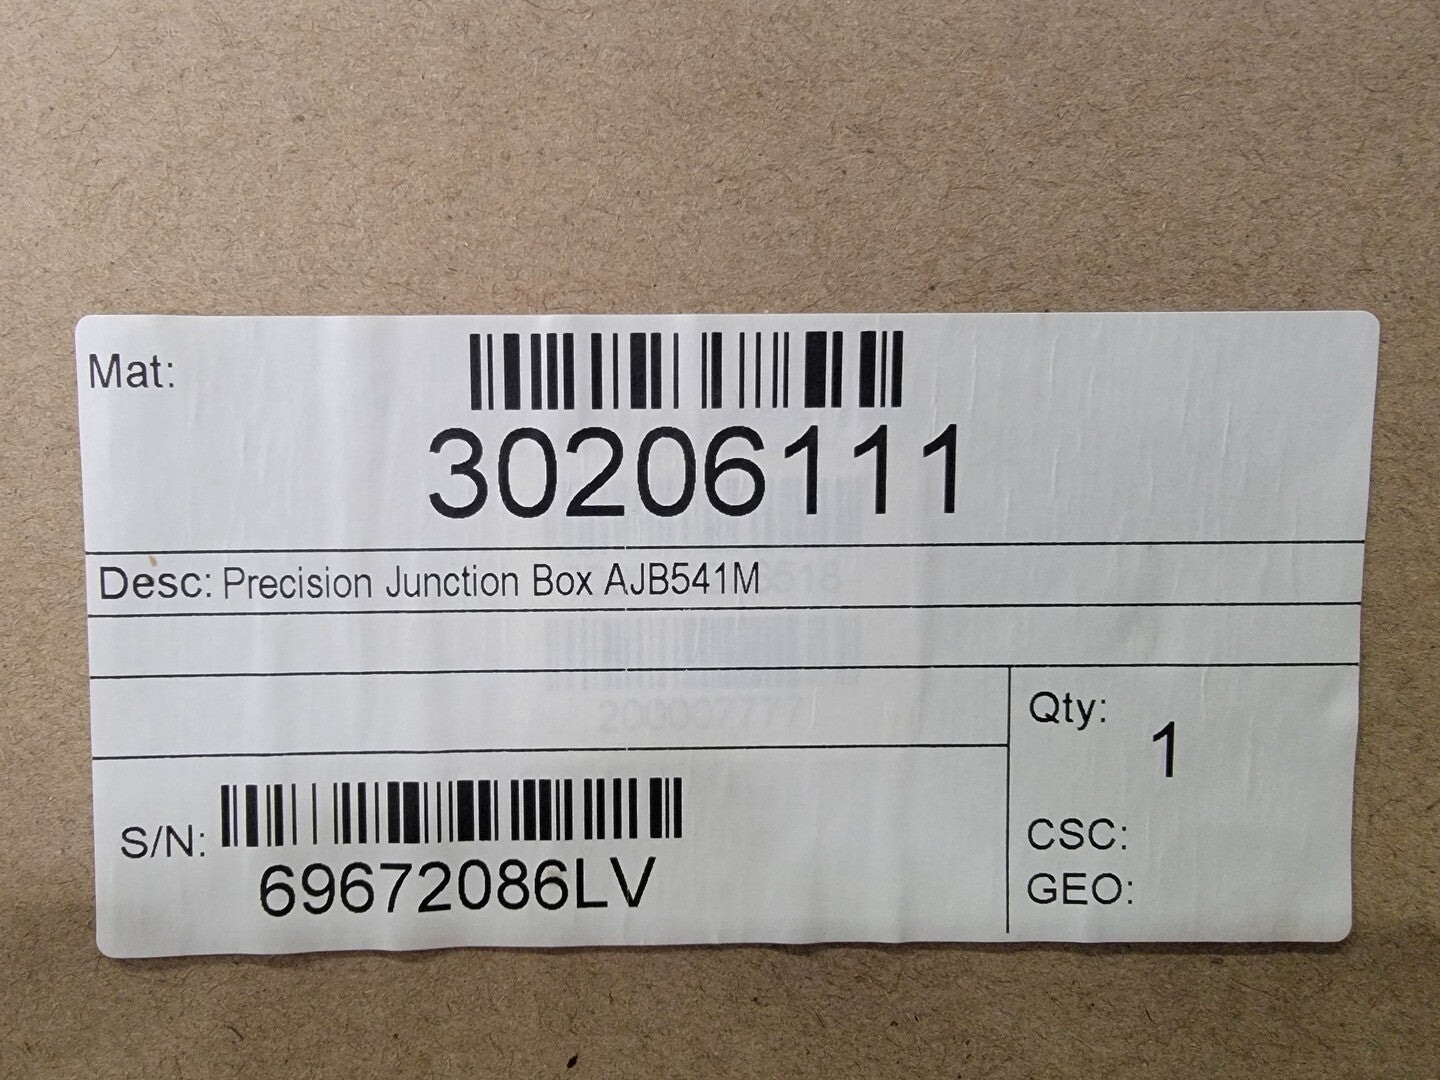 Mat:
30206111
Desc: Precision Junction Box AJB541M
Qty:
1
S/N:
69672086LV
CSC:
GEO: